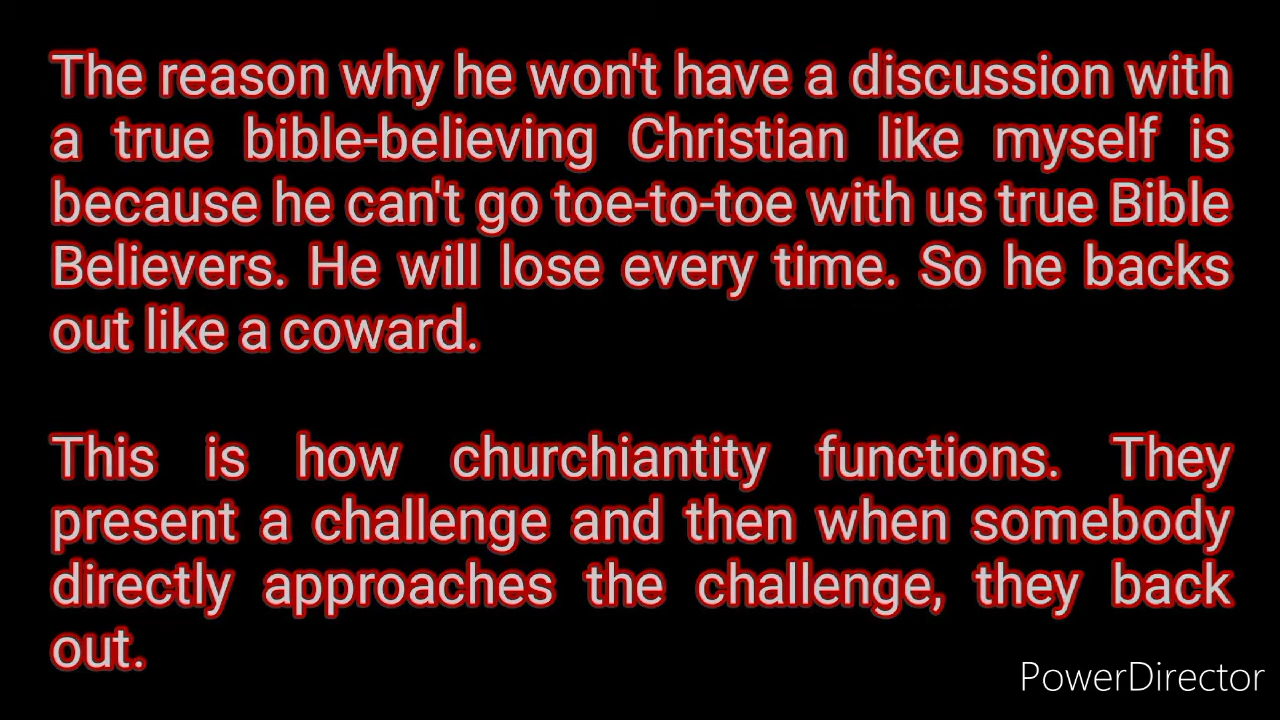 The reason why he won't have a discussion with
a true bible-believing Christian like myself is
because he can't go toe-to-toe with us true Bible
Believers. He will lose every time. So he backs
out like a coward.
This is how churchiantity functions. They
present a challenge and then when somebody
directly approaches the challenge, they back
out.
PowerDirector